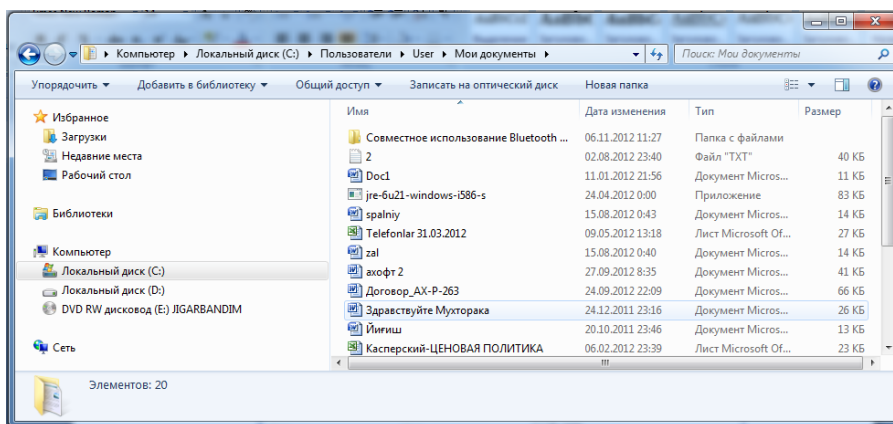 Компьютер Локальный диск (C:) Пользователи User Мои документы Поиск: Мои документы
Упорядочить Добавить в библиотеку Общий доступ Записать на оптический диск Новая папка
Избранное
Загрузки
Недавние места
Рабочий стол
Библиотеки
Компьютер
Локальный диск (C:)
Локальный диск (D:)
DVD RW дисковод (E:) JIGARBANDIM
Сеть
Имя Дата изменения Тип Размер
Совместное использование Bluetooth ... 06.11.2012 11:27 Папка с файлами
2 02.08.2012 23:40 Файл "TXT" 40 КБ
Doc1 11.01.2012 21:56 Документ Micros... 11 КБ
jre-6u21-windows-i586-s 24.04.2012 0:00 Приложение 83 КБ
spalniy 15.08.2012 0:43 Документ Micros... 14 КБ
Telefonlar 31.03.2012 09.05.2012 13:18 Лист Microsoft Of... 27 КБ
zal 15.08.2012 0:40 Документ Micros... 14 КБ
ахофт 2 27.09.2012 8:35 Документ Micros... 41 КБ
Договор_АХ-Р-263 24.09.2012 22:09 Документ Micros... 66 КБ
Здравствуйте Мухторака 24.12.2011 23:16 Документ Micros... 26 КБ
Йиғиш 20.10.2011 23:46 Документ Micros... 13 КБ
Касперский-ЦЕНОВАЯ ПОЛИТИКА 06.02.2012 23:39 Лист Microsoft Of... 23 КБ
Элементов: 20